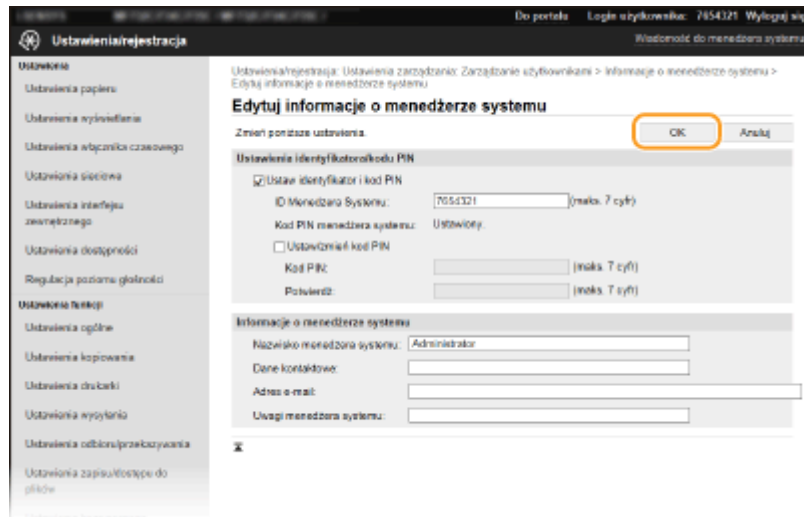 Do portalu Login użytkownika: 7654321 Wyloguj się
Ustawienia/rejestracja
Wiadomość do menedżera systemu
Ustawienia
Ustawienia papieru
Ustawienia wyświetlania
Ustawienia włącznika czasowego
Ustawienia sieciowe
Ustawienia interfejsu
zewnętrznego
Ustawienia dostępności
Regulacja poziomu głośności
Ustawienia funkcji
Ustawienia ogólne
Ustawienia kopiowania
Ustawienia drukarki
Ustawienia wysyłania
Ustawienia odbioru/przekazywania
Ustawienia zapisu/dostępu do
plików
Ustawienia/rejestracja: Ustawienia zarządzania: Zarządzanie użytkownikami > Informacje o menedżerze systemu >
Edytuj informacje o menedżerze systemu
Edytuj informacje o menedżerze systemu
Zmień poniższe ustawienia.
OK Anuluj
Ustawienia identyfikatora/kodu PIN
Ustaw identyfikator i kod PIN
ID Menedżera Systemu: 7654321 (maks. 7 cyfr)
Kod PIN menedżera systemu: Ustawiony.
Ustaw/zmień kod PIN
Kod PIN: (maks. 7 cyfr)
Potwierdź: (maks. 7 cyfr)
Informacje o menedżerze systemu
Nazwisko menedżera systemu: Administrator
Dane kontaktowe:
Adres e-mail:
Uwagi menedżera systemu: